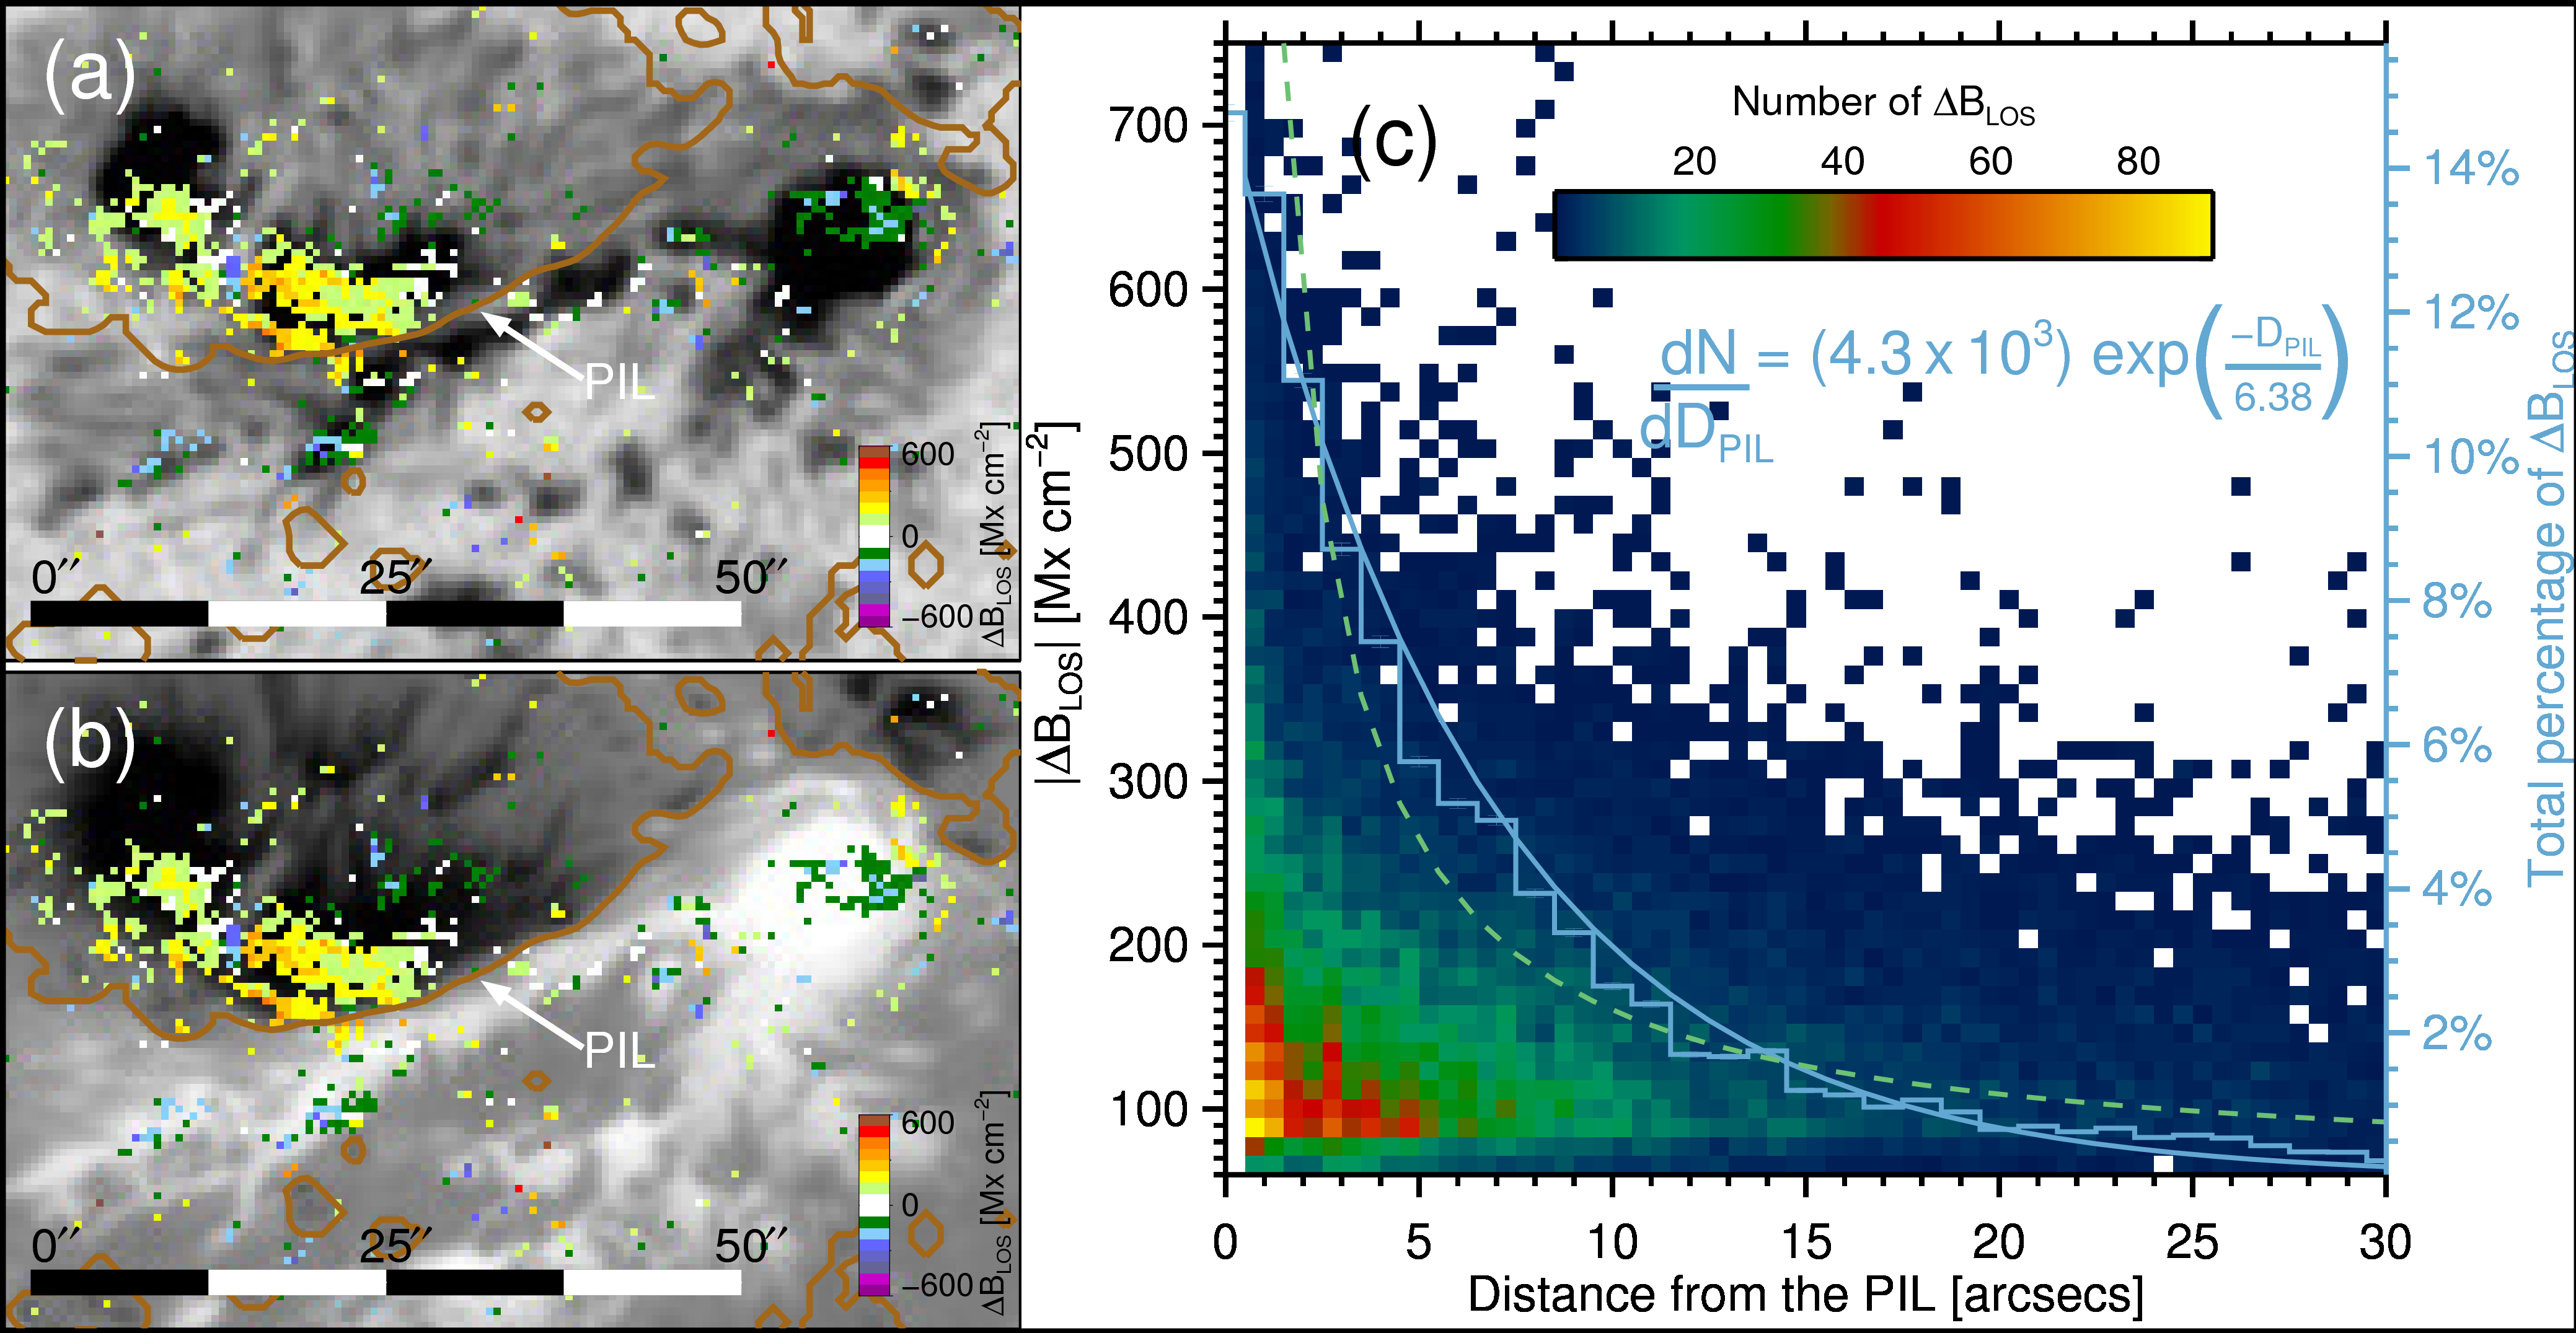 (a)
PIL
600
0
−600
ΔB_LOS [Mx cm⁻²]
0′′ 25′′ 50′′
(b)
PIL
600
0
−600
ΔB_LOS [Mx cm⁻²]
0′′ 25′′ 50′′
|ΔB_LOS| [Mx cm⁻²]
700
600
500
400
300
200
100
(c)
Number of ΔB_LOS
20 40 60 80
dN/dD_PIL = (4.3 x 10³) exp(−D_PIL/6.38)
14%
12%
10%
8%
6%
4%
2%
Total percentage of ΔB_LOS
0 5 10 15 20 25 30
Distance from the PIL [arcsecs]